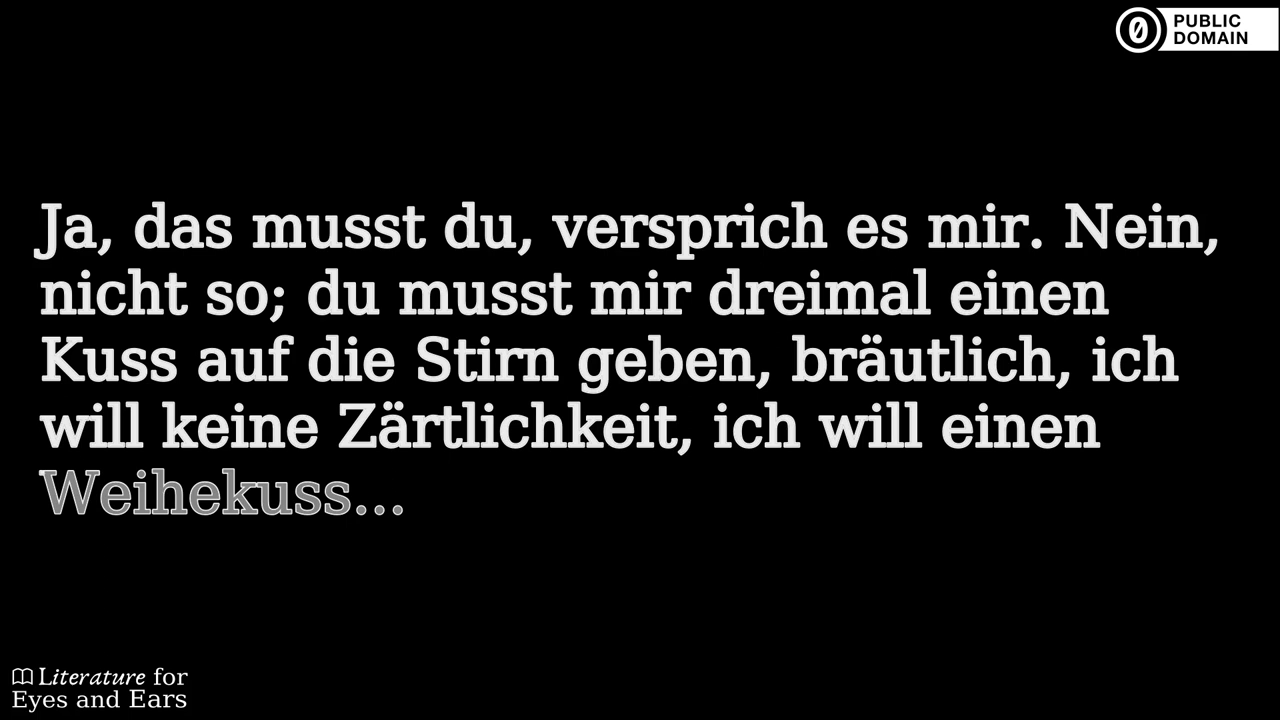 PUBLIC
DOMAIN
Ja, das musst du, versprich es mir. Nein,
nicht so; du musst mir dreimal einen
Kuss auf die Stirn geben, bräutlich, ich
will keine Zärtlichkeit, ich will einen
Weihekuss...
Literature for
Eyes and Ears